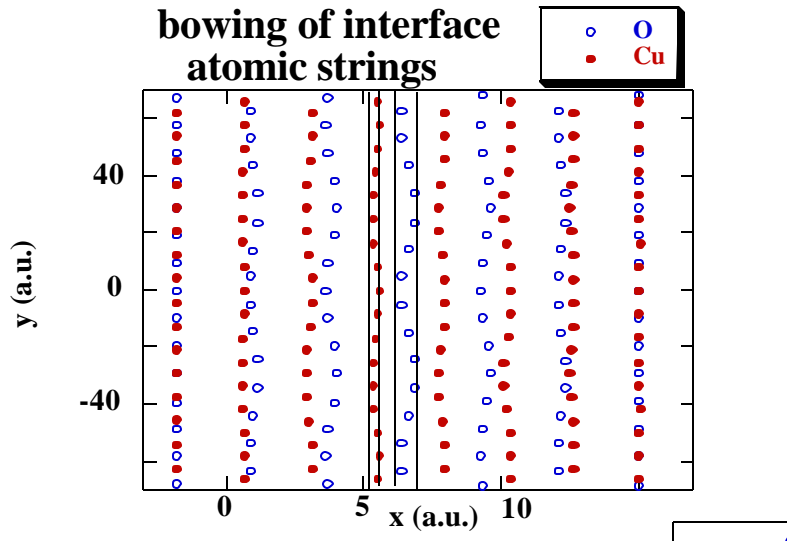 bowing of interface
atomic strings
O
Cu
40
0
-40
y (a.u.)
0
5
10
x (a.u.)